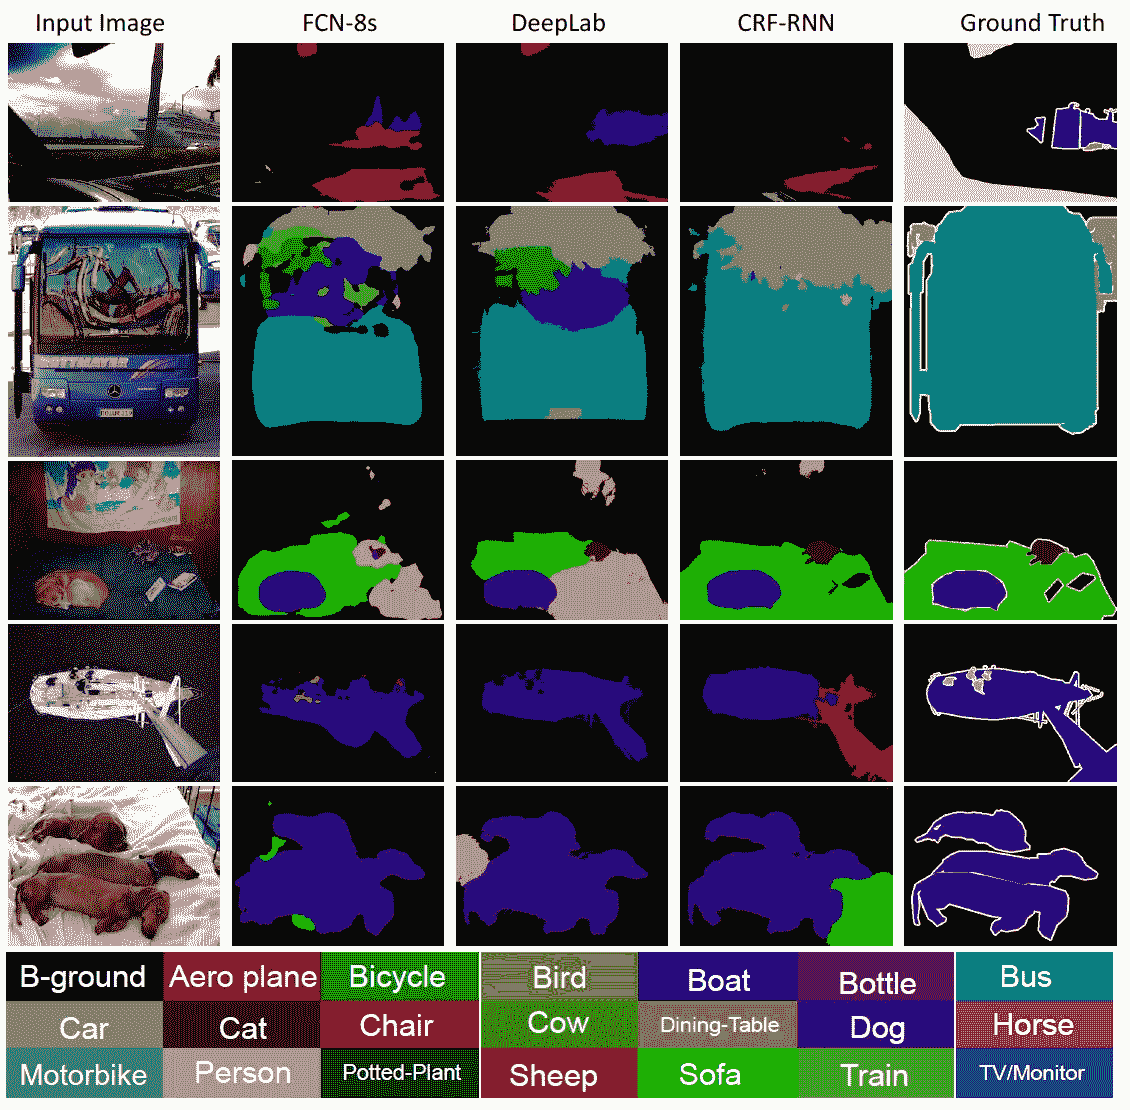 Input Image FCN-8s DeepLab CRF-RNN Ground Truth
B-ground Aero plane Bicycle Bird Boat Bottle Bus
Car Cat Chair Cow Dining-Table Dog Horse
Motorbike Person Potted-Plant Sheep Sofa Train TV/Monitor